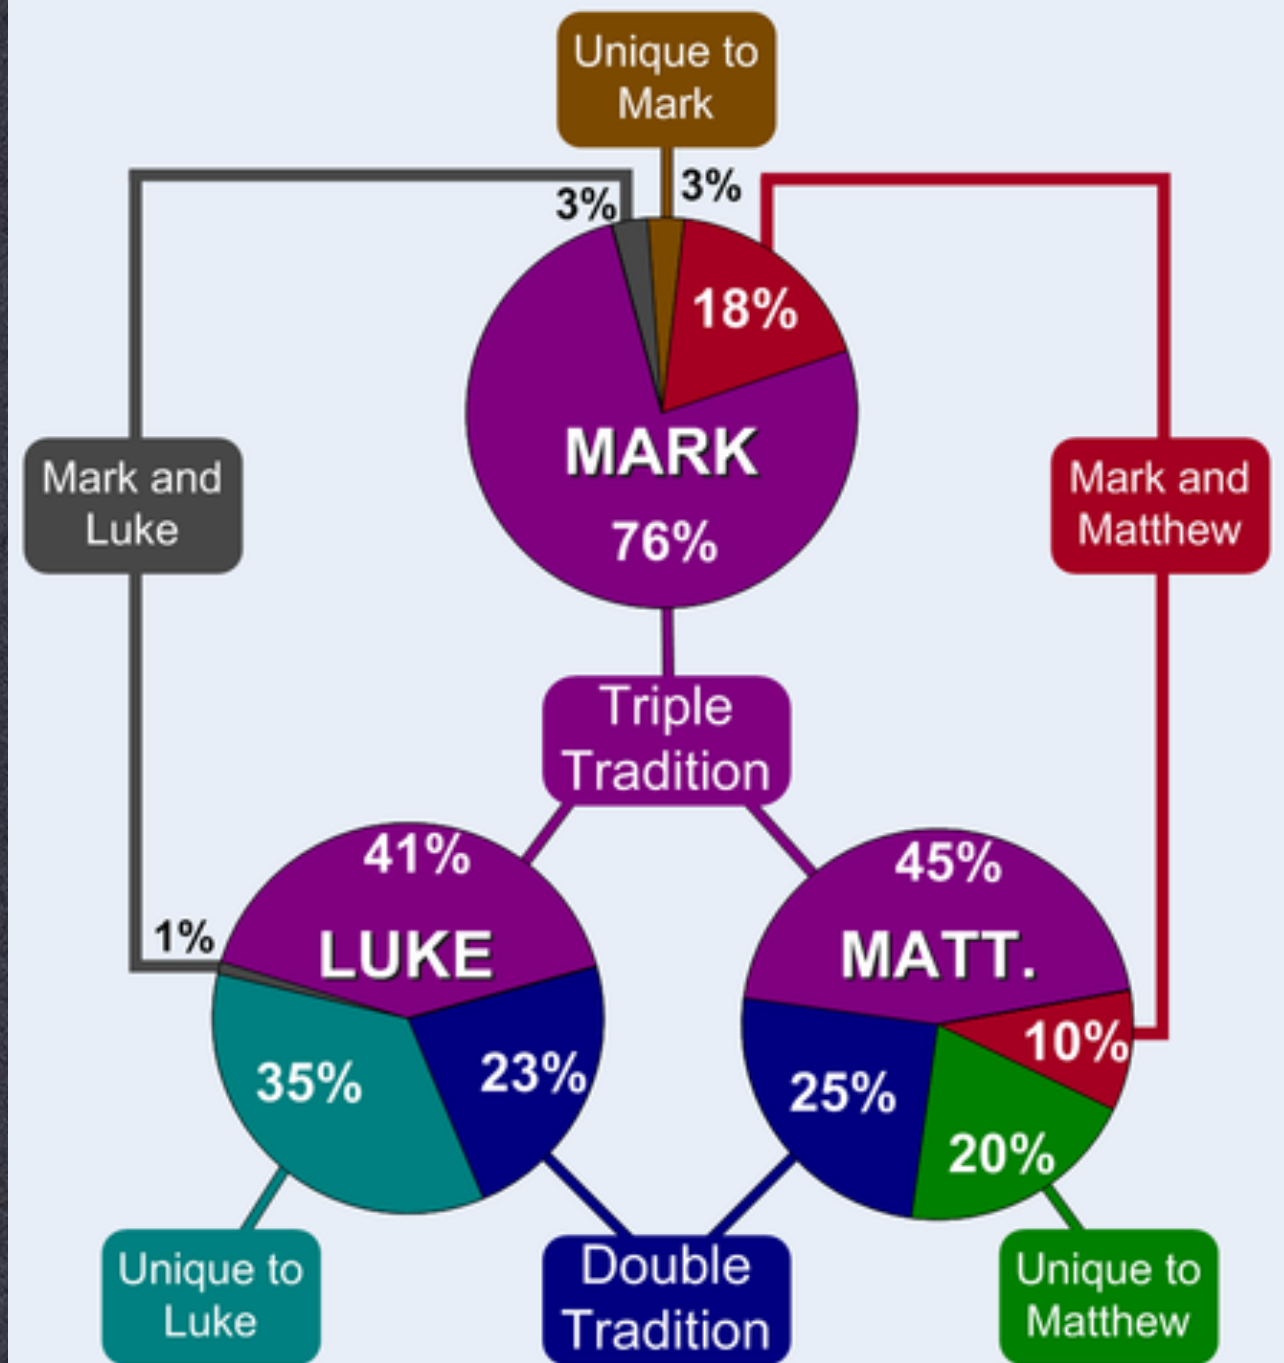 Unique to
Mark
3%
3%
18%
MARK
76%
Mark and
Luke
Mark and
Matthew
Triple
Tradition
41%
LUKE
1%
35%
23%
45%
MATT.
10%
25%
20%
Unique to
Luke
Double
Tradition
Unique to
Matthew